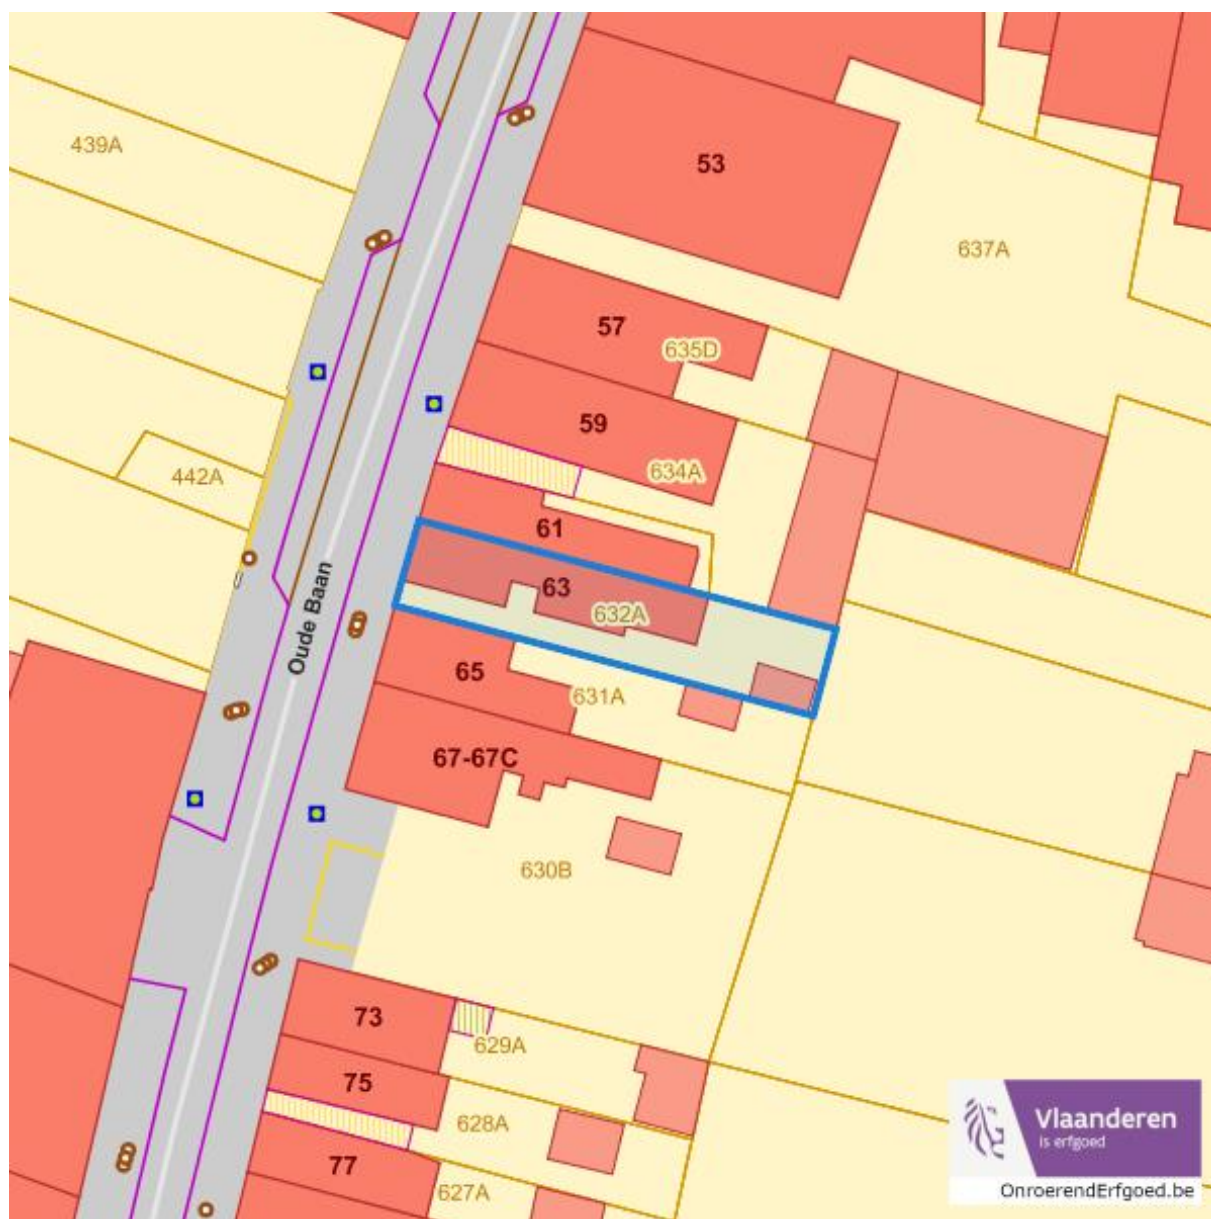 439A
53
637A
57
635D
59
634A
442A
61
63
632A
Oude Baan
65
631A
67-67C
630B
73
629A
75
628A
77
627A
Vlaanderen
is erfgoed
OnroerendErfgoed.be